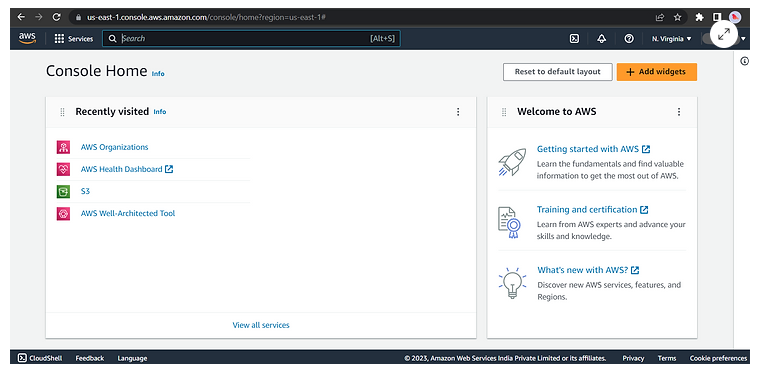 us-east-1.console.aws.amazon.com/console/home?region=us-east-1#
aws Services Search [Alt+S] N. Virginia
Console Home Info
Reset to default layout Add widgets
Recently visited Info
AWS Organizations
AWS Health Dashboard
S3
AWS Well-Architected Tool
View all services
Welcome to AWS
Getting started with AWS
Learn the fundamentals and find valuable
information to get the most out of AWS.
Training and certification
Learn from AWS experts and advance your
skills and knowledge.
What's new with AWS?
Discover new AWS services, features, and
Regions.
CloudShell Feedback Language © 2023, Amazon Web Services India Private Limited or its affiliates. Privacy Terms Cookie preferences